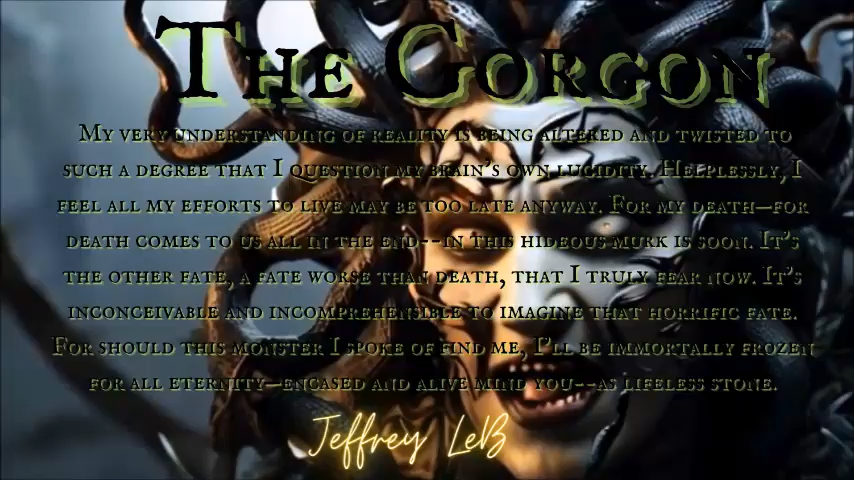 The Gorgon
My very understanding of reality is being altered and twisted to
such a degree that I question my brain's own lucidity. Helplessly, I
feel all my efforts to live may be too late anyway. For my death—for
death comes to us all in the end--in this hideous murk is soon. It's
the other fate, a fate worse than death, that I truly fear now. It's
inconceivable and incomprehensible to imagine that horrific fate.
For should this monster I spoke of find me, I'll be immortally frozen
for all eternity—encased and alive mind you--as lifeless stone.
Jeffrey LeB